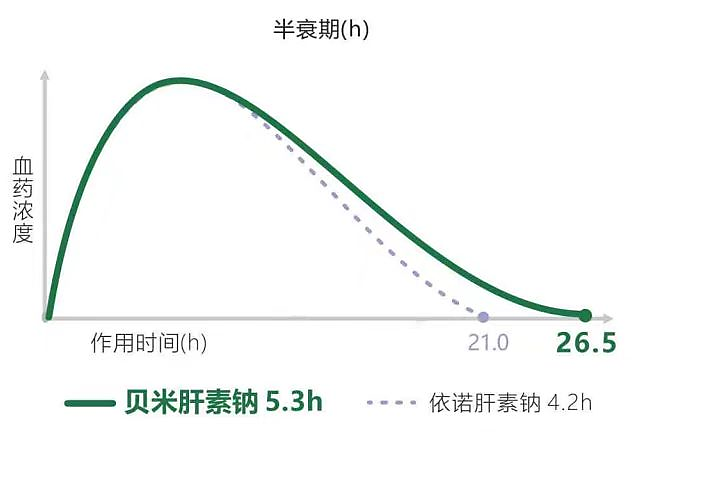 半衰期(h)
血药浓度
作用时间(h)
21.0
26.5
贝米肝素钠 5.3h
依诺肝素钠 4.2h